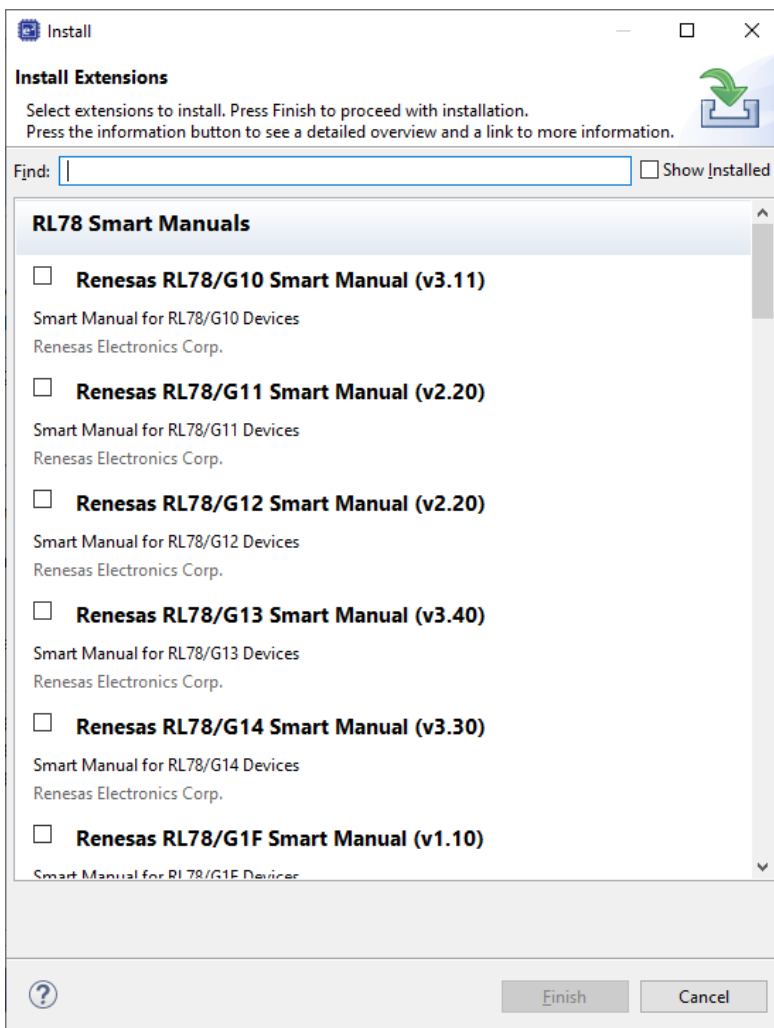 Install
Install Extensions
Select extensions to install. Press Finish to proceed with installation.
Press the information button to see a detailed overview and a link to more information.
Find:
Show Installed
RL78 Smart Manuals
Renesas RL78/G10 Smart Manual (v3.11)
Smart Manual for RL78/G10 Devices
Renesas Electronics Corp.
Renesas RL78/G11 Smart Manual (v2.20)
Smart Manual for RL78/G11 Devices
Renesas Electronics Corp.
Renesas RL78/G12 Smart Manual (v2.20)
Smart Manual for RL78/G12 Devices
Renesas Electronics Corp.
Renesas RL78/G13 Smart Manual (v3.40)
Smart Manual for RL78/G13 Devices
Renesas Electronics Corp.
Renesas RL78/G14 Smart Manual (v3.30)
Smart Manual for RL78/G14 Devices
Renesas Electronics Corp.
Renesas RL78/G1F Smart Manual (v1.10)
Smart Manual for RL78/G1F Devices
Finish
Cancel